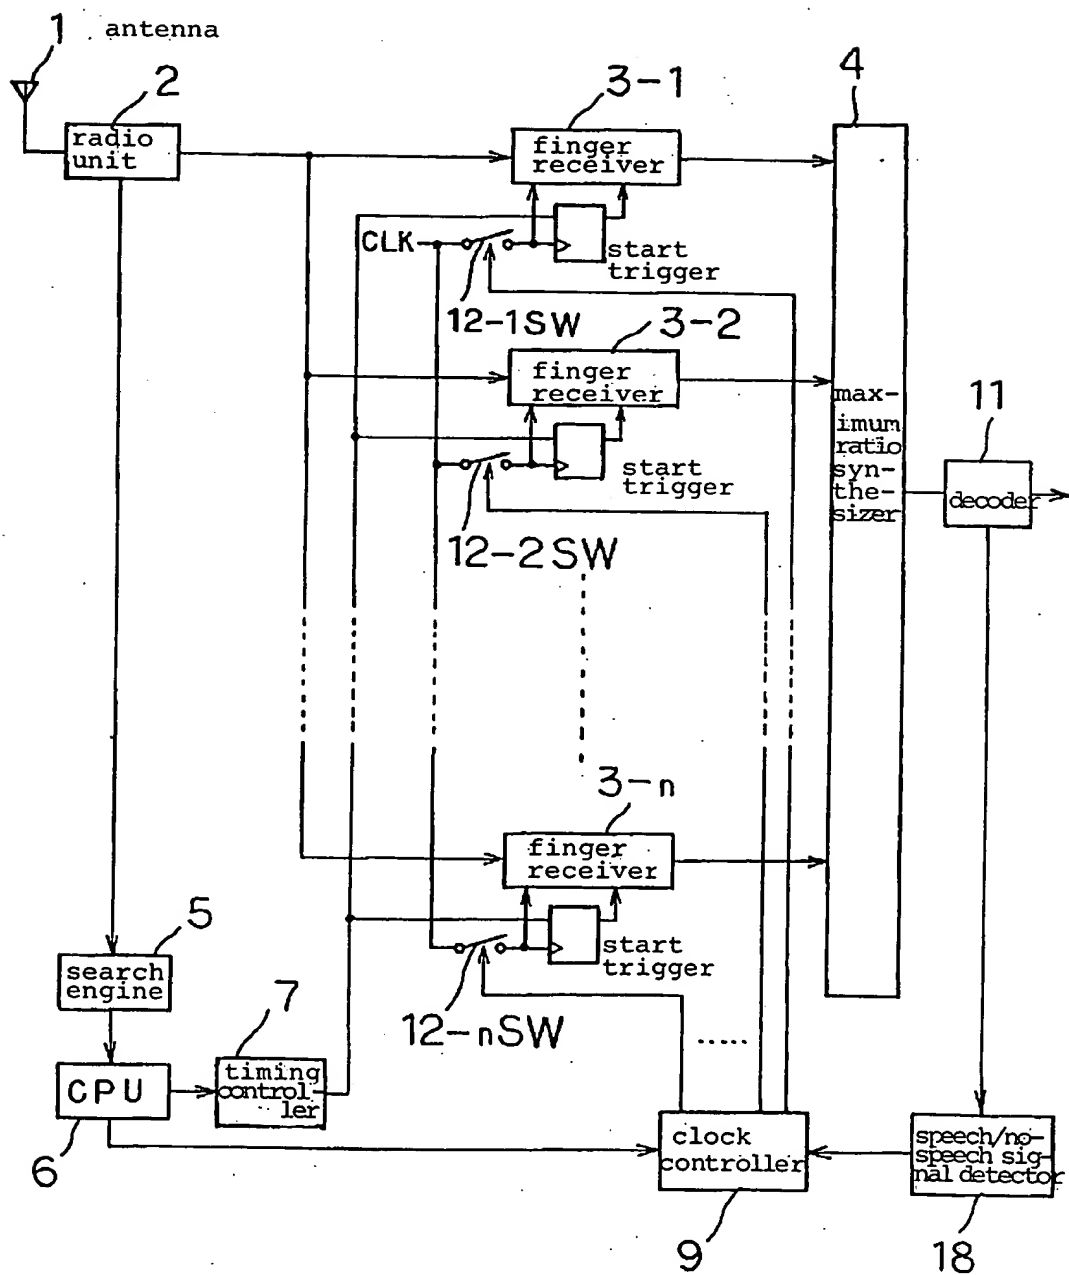 1 antenna
2
radio
unit
3-1
finger
receiver
4
CLK
start
trigger
12-1SW
3-2
finger
receiver
start
trigger
12-2SW
max-
imum
ratio
syn-
the-
sizer
11
decoder
3-n
finger
receiver
start
trigger
12-nSW
5
search
engine
7
timing
control
ler
CPU
6
clock
controller
9
speech/no-
speech sig-
nal detector
18